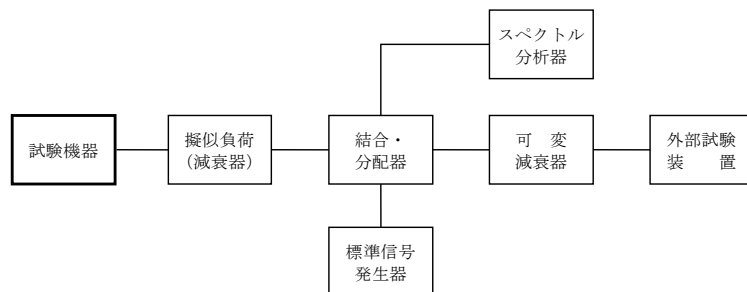 スペクトル
分析器
試験機器
擬似負荷
(減衰器)
結合・
分配器
可　変
減衰器
外部試験
装　置
標準信号
発生器